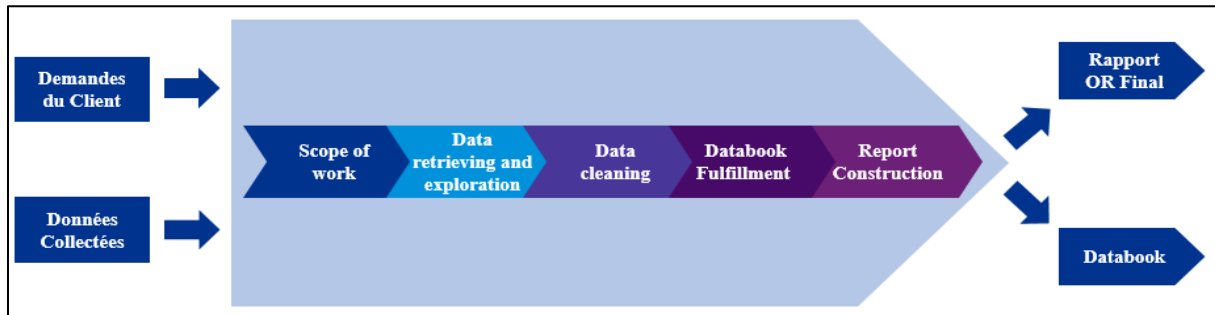 Demandes
du Client
Données
Collectées
Scope of
work
Data
retrieving and
exploration
Data
cleaning
Databook
Fulfillment
Report
Construction
Rapport
OR Final
Databook